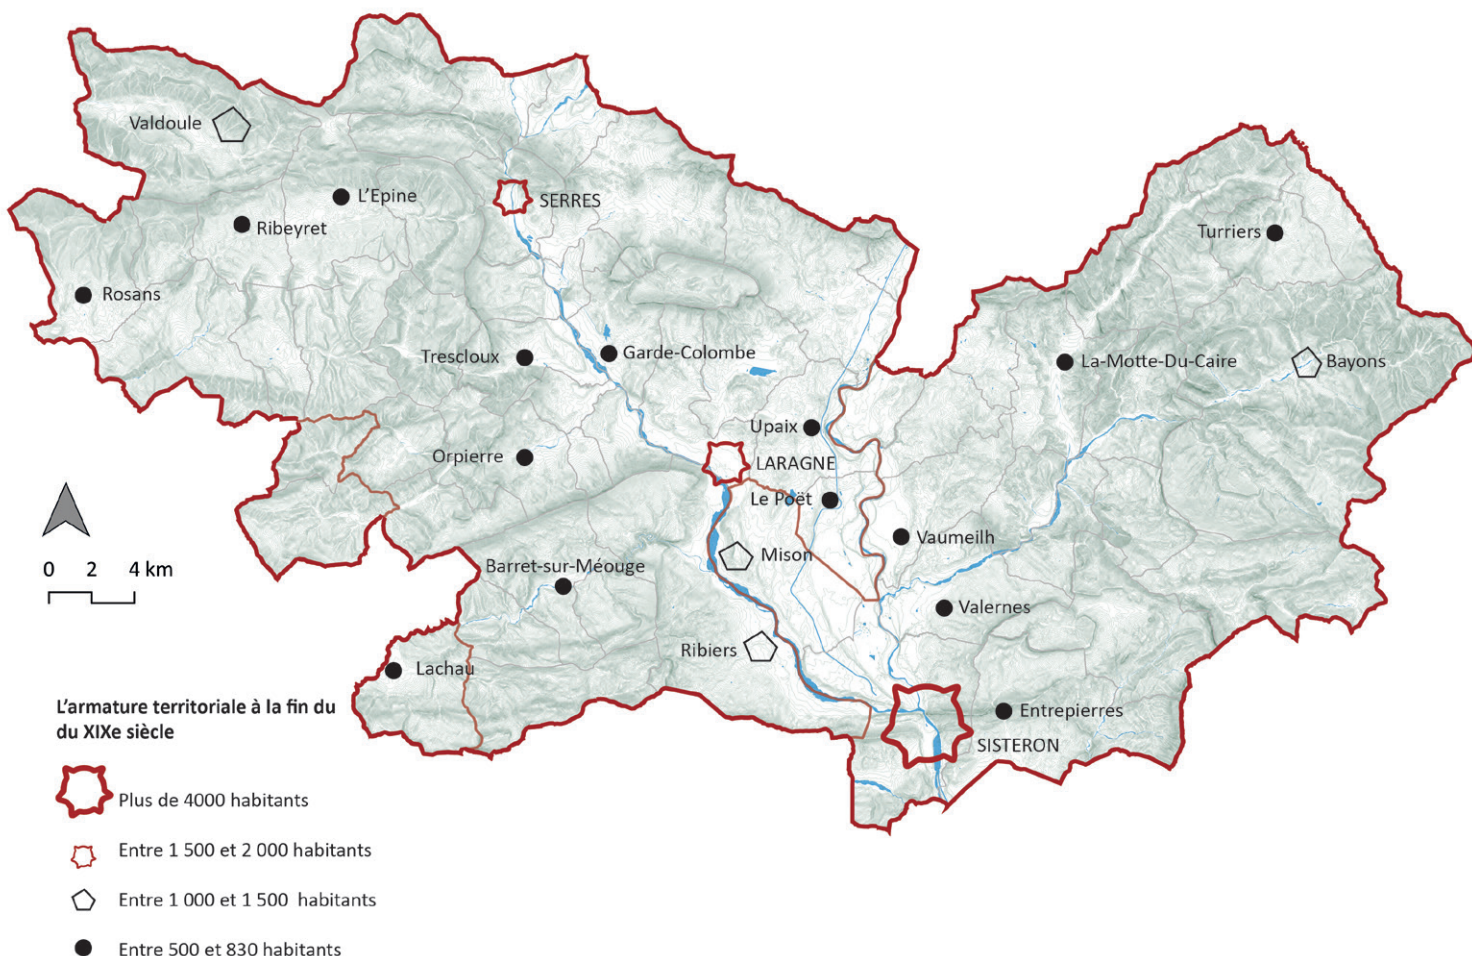 Valdoule
L'Epine
SERRES
Ribeyret
Turriers
Rosans
Trescloux
Garde-Colombe
La-Motte-Du-Caire
Bayons
Upaix
Orpierre
LARAGNE
Le Poët
Vaumeilh
Mison
0 2 4 km
Barret-sur-Méouge
Valernes
Ribiers
Lachau
Entrepierres
SISTERON
L'armature territoriale à la fin du
du XIXe siècle
Plus de 4000 habitants
Entre 1 500 et 2 000 habitants
Entre 1 000 et 1 500 habitants
Entre 500 et 830 habitants